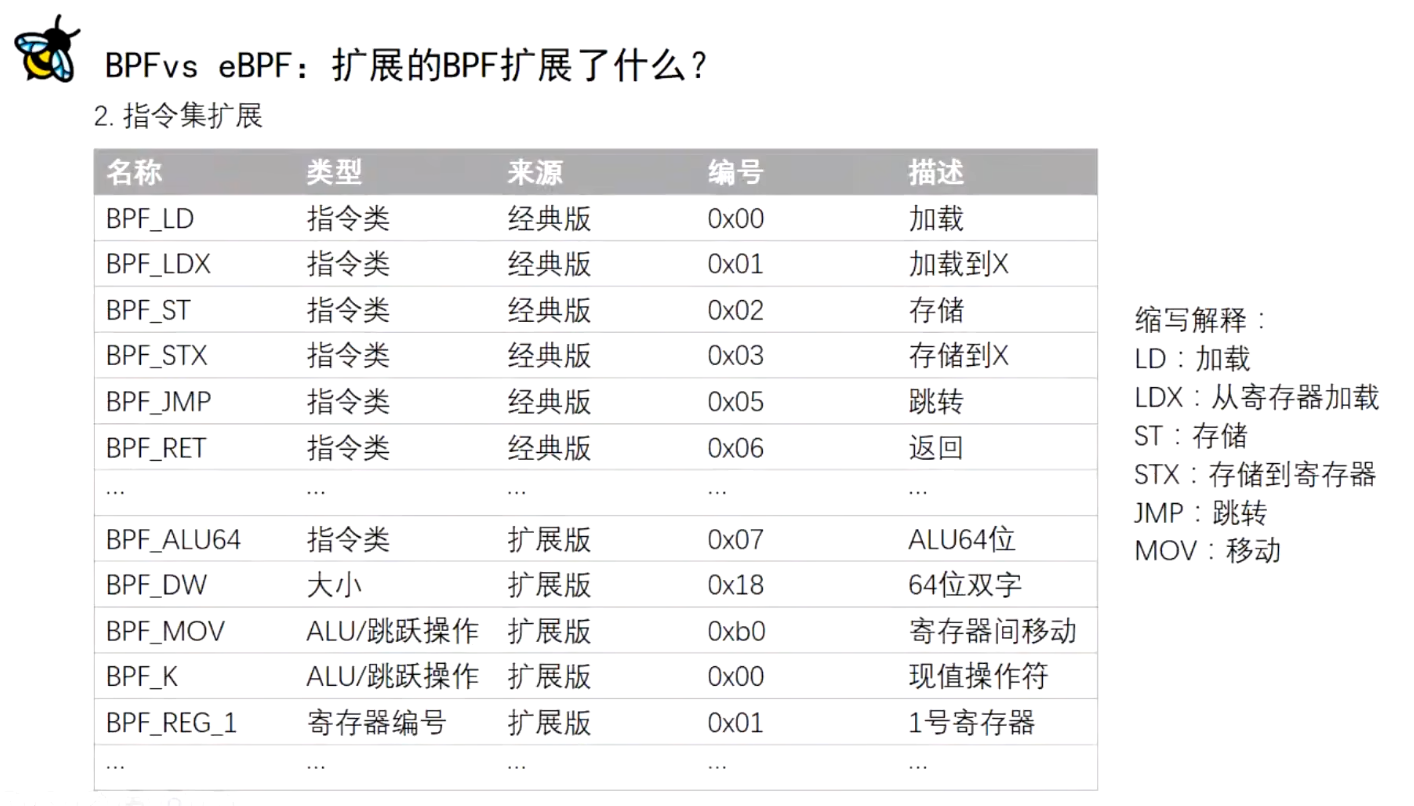 BPFvs eBPF：扩展的BPF扩展了什么？
2. 指令集扩展
名称 类型 来源 编号 描述
BPF_LD 指令类 经典版 0x00 加载
BPF_LDX 指令类 经典版 0x01 加载到X
BPF_ST 指令类 经典版 0x02 存储
BPF_STX 指令类 经典版 0x03 存储到X
BPF_JMP 指令类 经典版 0x05 跳转
BPF_RET 指令类 经典版 0x06 返回
... ... ... ... ...
BPF_ALU64 指令类 扩展版 0x07 ALU64位
BPF_DW 大小 扩展版 0x18 64位双字
BPF_MOV ALU/跳跃操作 扩展版 0xb0 寄存器间移动
BPF_K ALU/跳跃操作 扩展版 0x00 现值操作符
BPF_REG_1 寄存器编号 扩展版 0x01 1号寄存器
... ... ... ... ...
缩写解释：
LD：加载
LDX：从寄存器加载
ST：存储
STX：存储到寄存器
JMP：跳转
MOV：移动